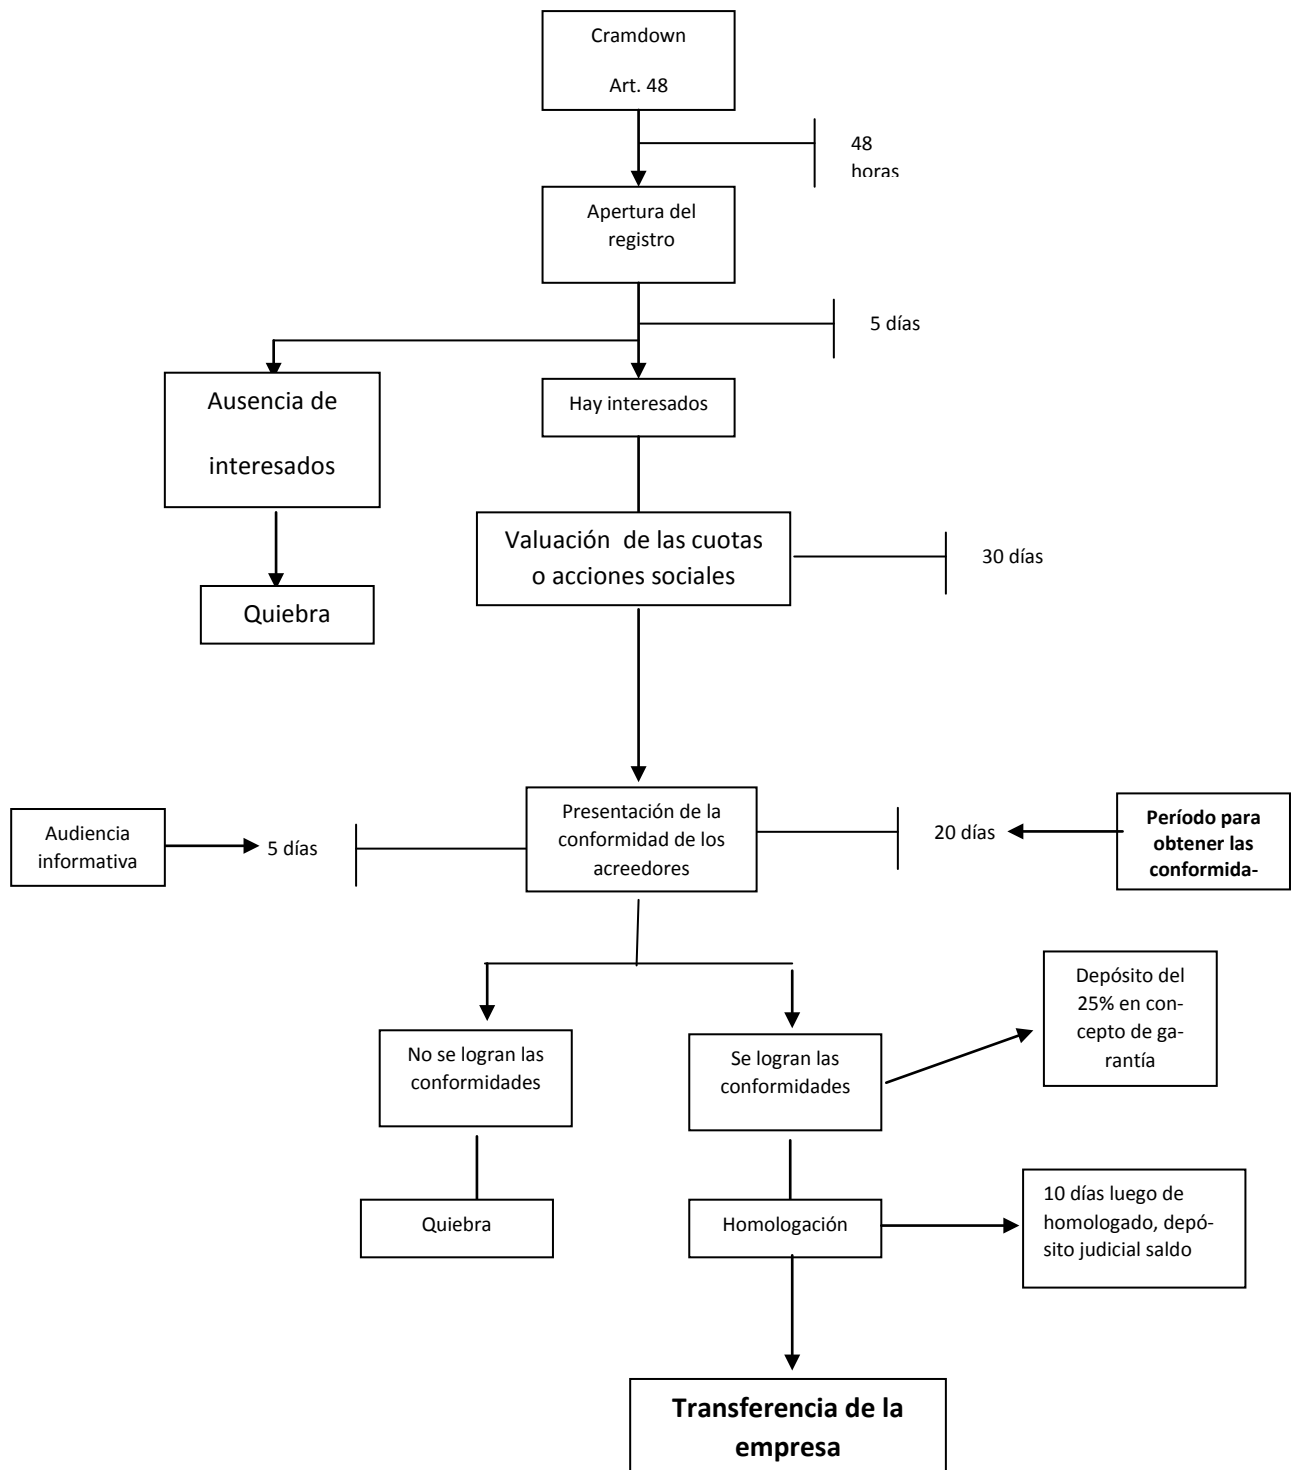 Cramdown
Art. 48
48
horas
Apertura del
registro
5 días
Ausencia de
interesados
Hay interesados
Quiebra
Valuación de las cuotas
o acciones sociales
30 días
Audiencia
informativa
5 días
Presentación de la
conformidad de los
acreedores
20 días
Período para
obtener las
conformida-
No se logran las
conformidades
Se logran las
conformidades
Depósito del
25% en con-
cepto de ga-
rantía
Quiebra
Homologación
10 días luego de
homologado, depó-
sito judicial saldo
Transferencia de la
empresa